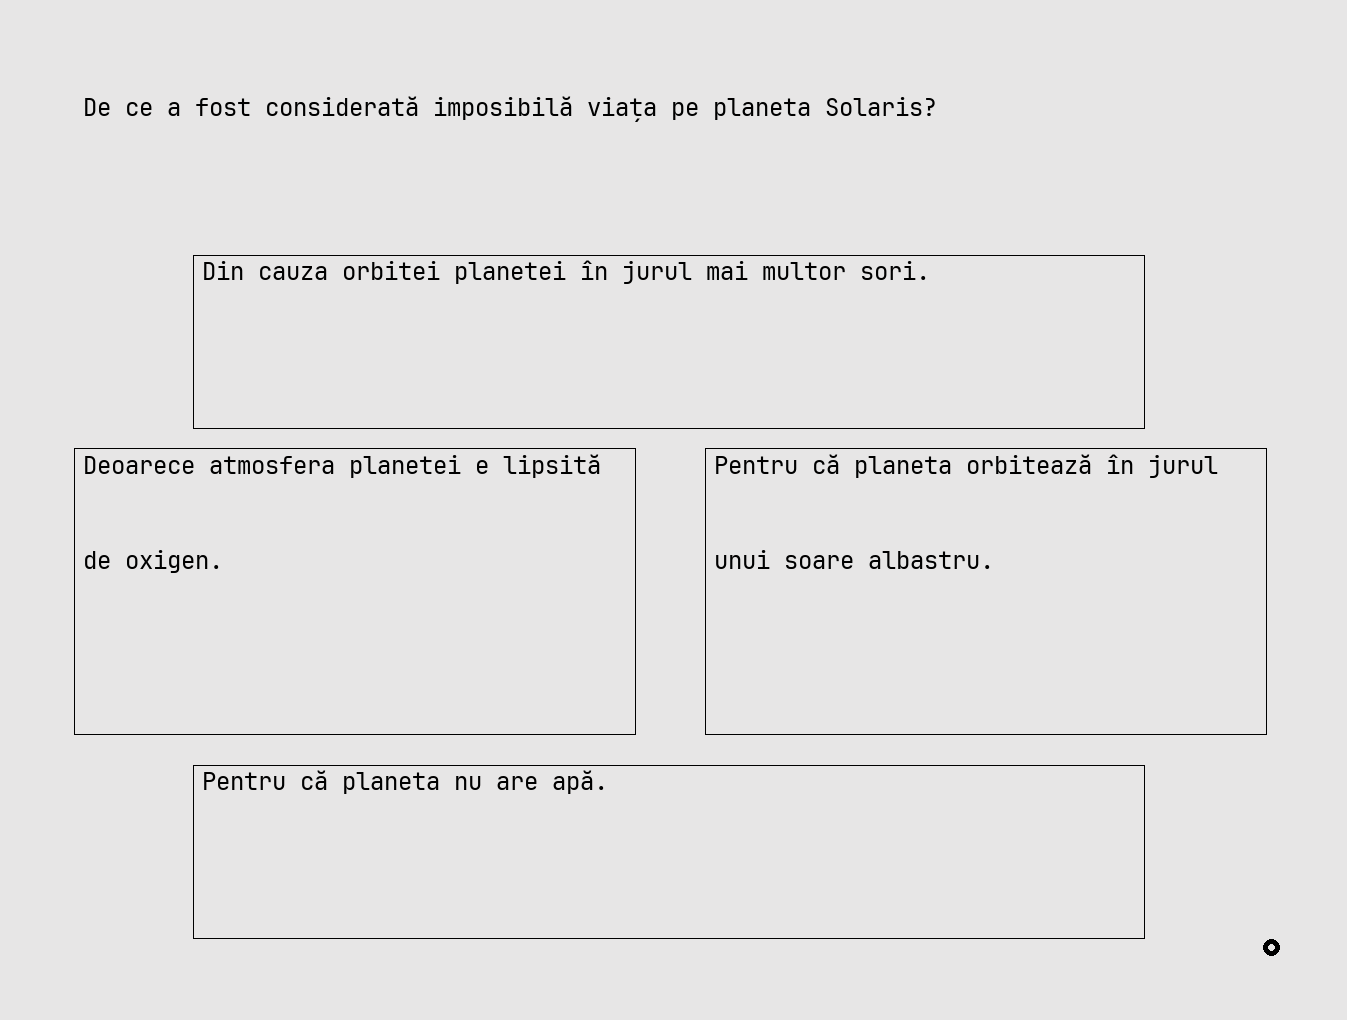 De ce a fost considerată imposibilă viața pe planeta Solaris?
Din cauza orbitei planetei în jurul mai multor sori.
Deoarece atmosfera planetei e lipsită
de oxigen.
Pentru că planeta orbitează în jurul
unui soare albastru.
Pentru că planeta nu are apă.